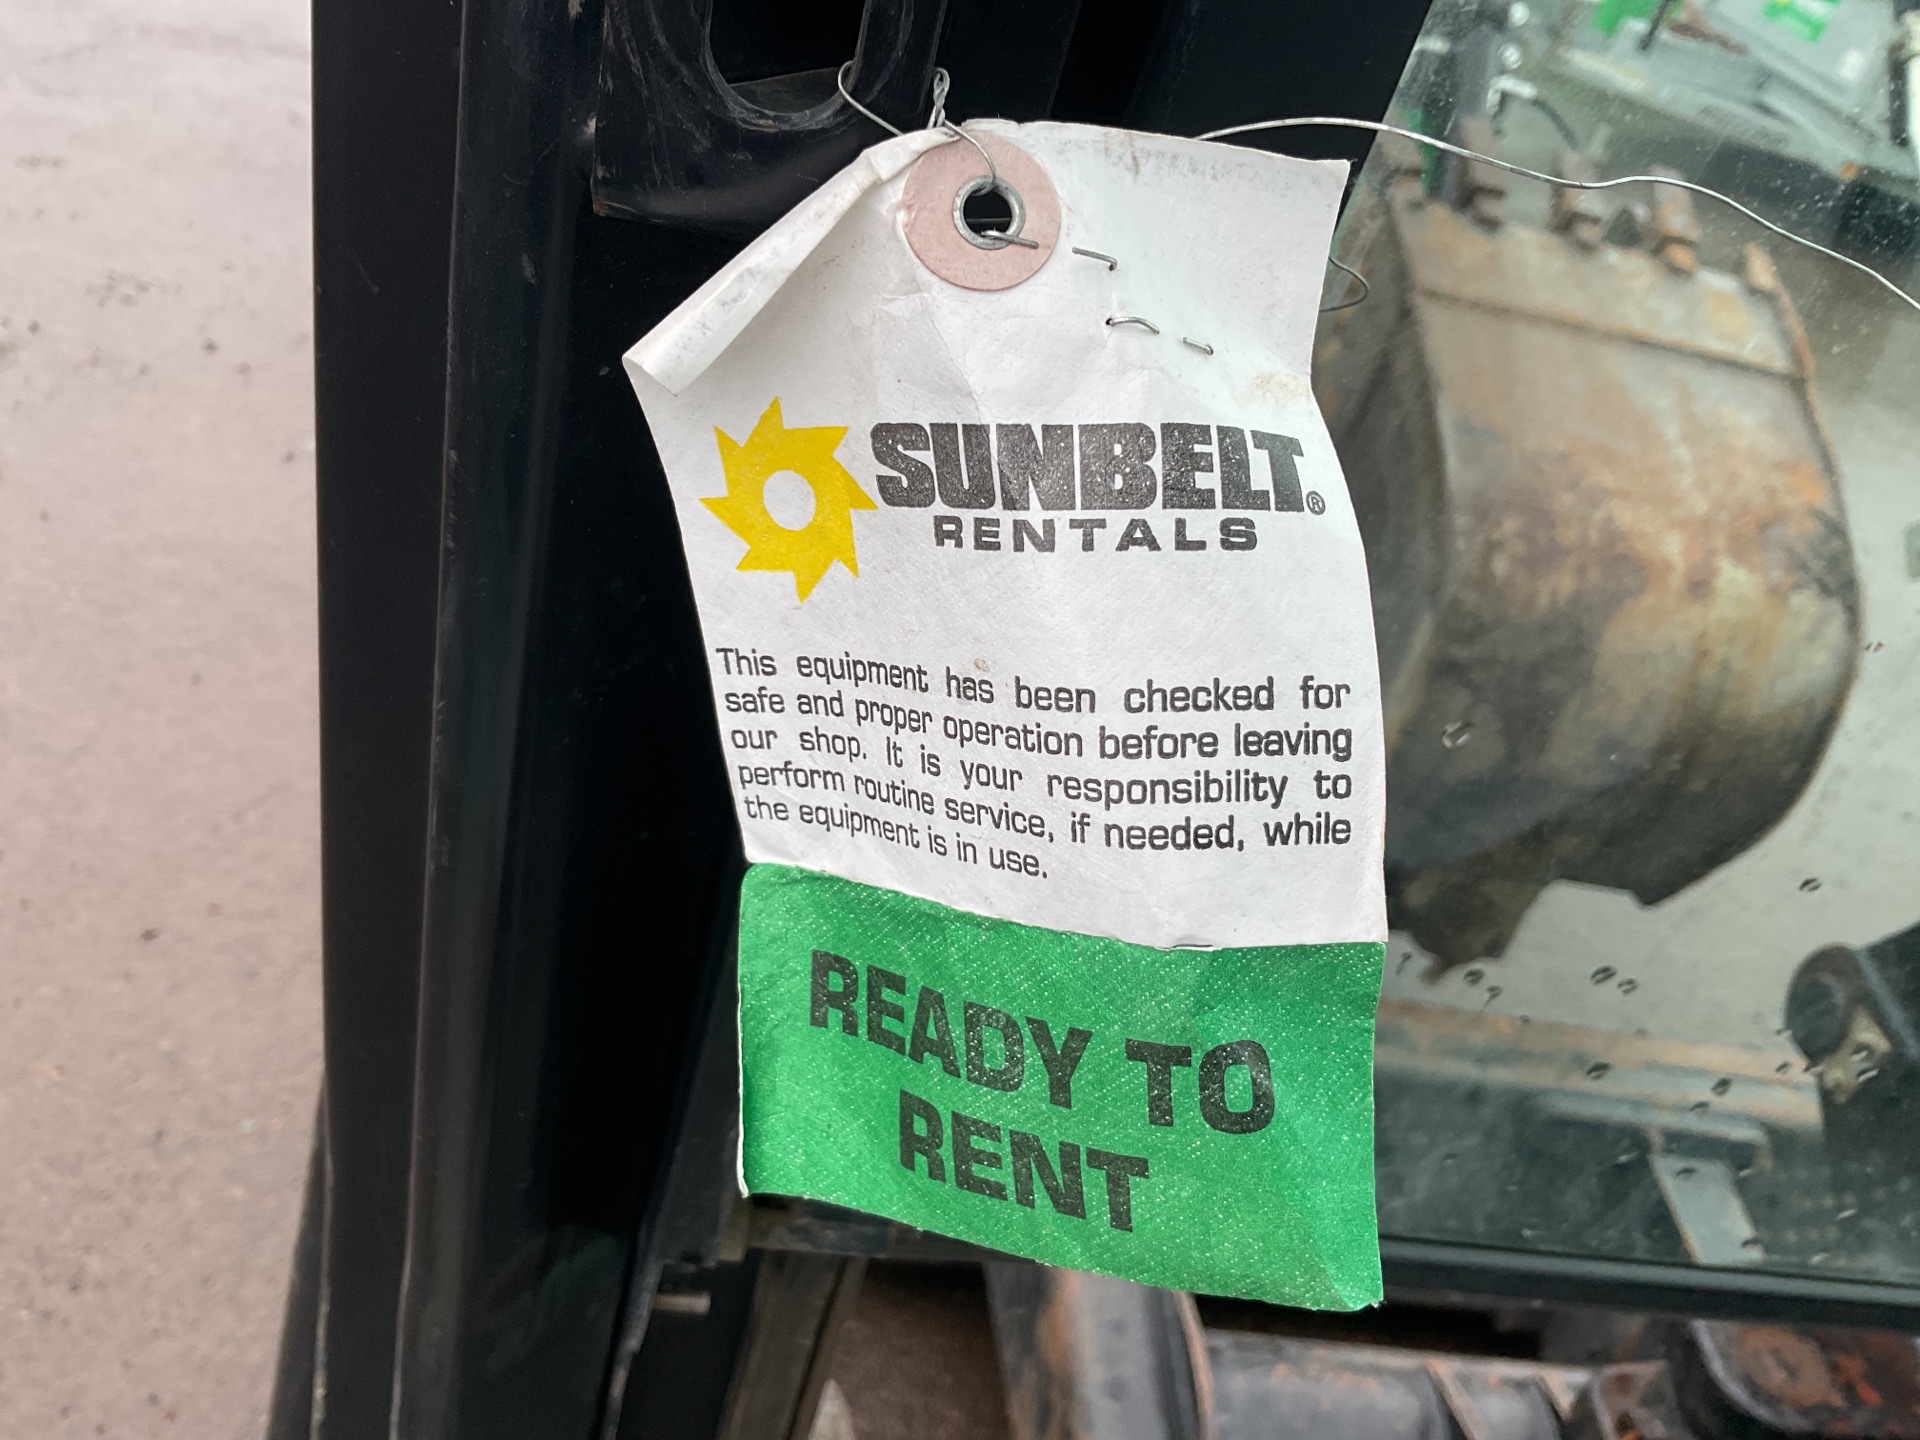 SUNBELT®
RENTALS
This equipment has been checked for
safe and proper operation before leaving
our shop. It is your responsibility to
perform routine service, if needed, while
the equipment is in use.
READY TO
RENT